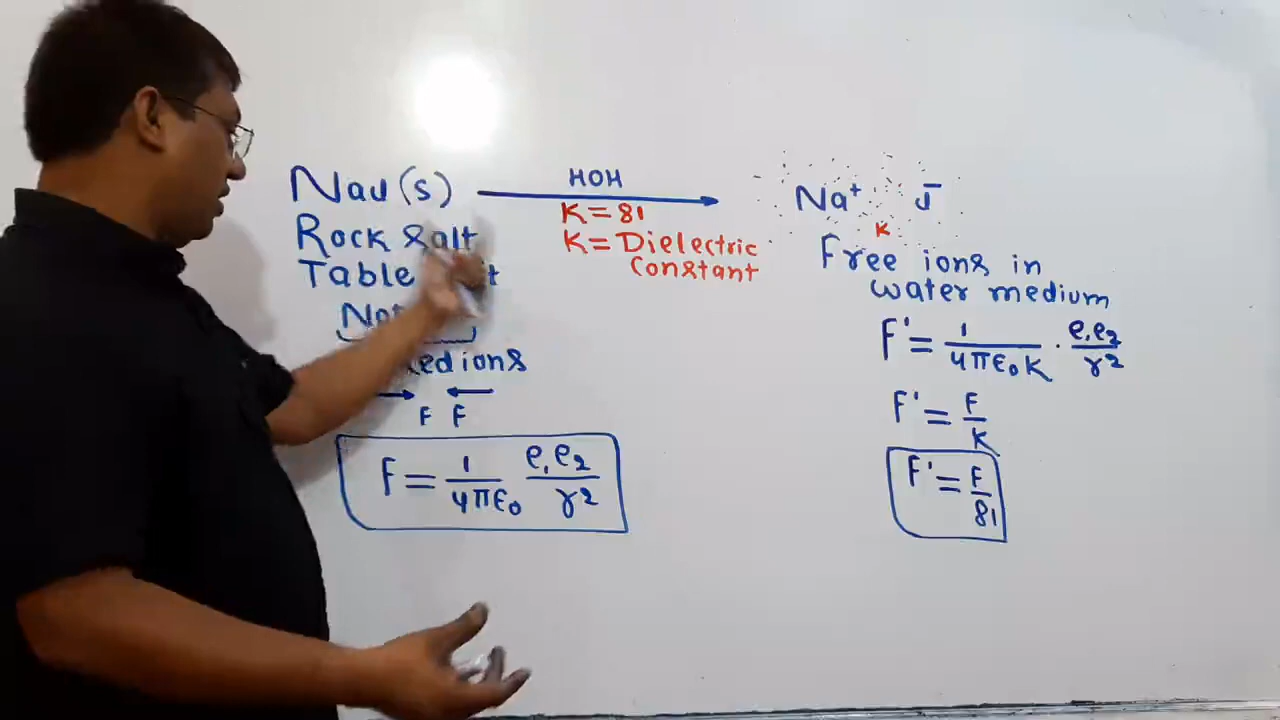 NaCl (s)
HOH
K = 81
K = Dielectric
Constant
Rock Salt
Table
Na⁺ Cl⁻
K
Free ions in
water medium
ions
F F
F = 1/4πε₀ e₁e₂/r²
F' = 1/4πε₀K · e₁e₂/r²
F' = F/K
F' = F/81